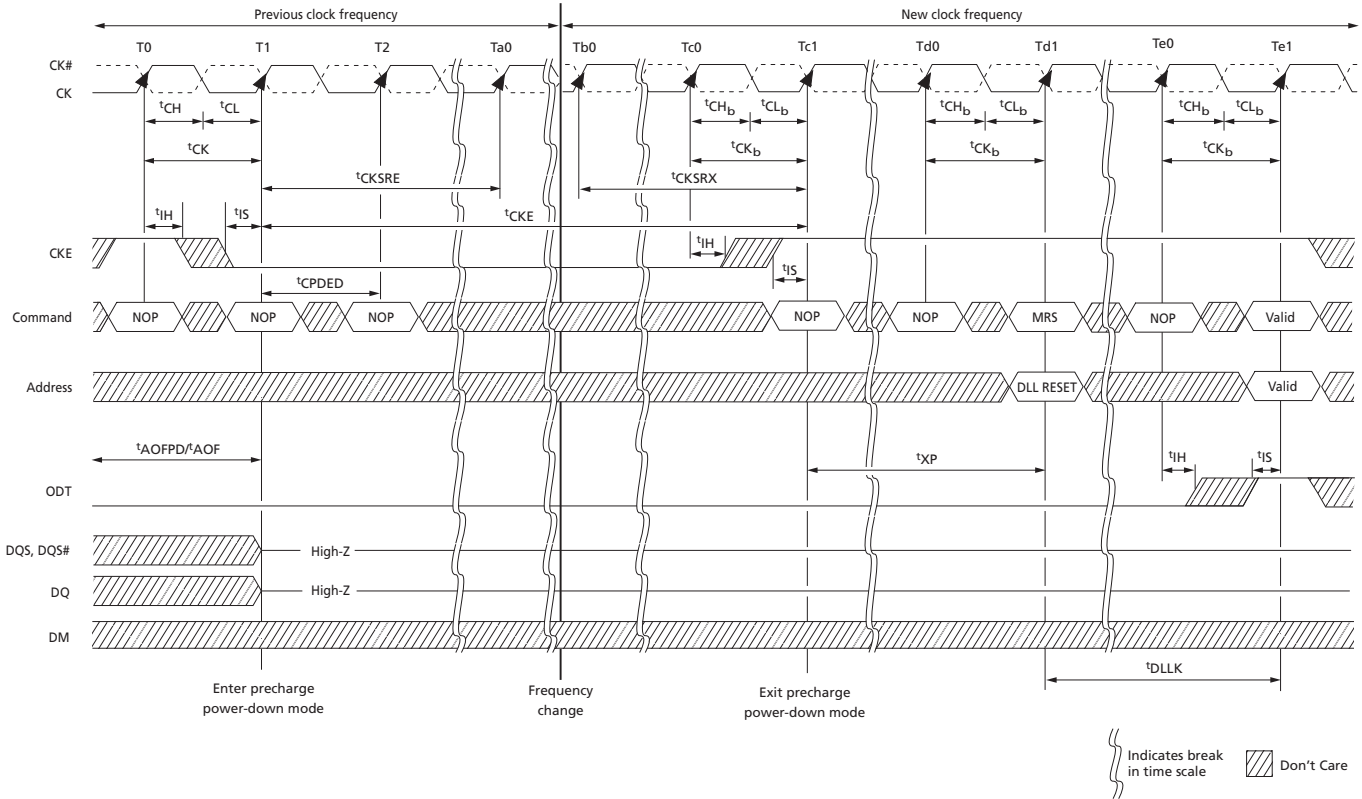 Previous clock frequency New clock frequency
T0 T1 T2 Ta0 Tb0 Tc0 Tc1 Td0 Td1 Te0 Te1
CK#
CK
tCH tCL tCHb tCLb tCHb tCLb tCHb tCLb
tCK tCKb tCKb tCKb
tCKSRE tCKSRX
tIH tIS tCKE
CKE tIH
tIS
tCPDED
Command NOP NOP NOP NOP NOP MRS NOP Valid
Address DLL RESET Valid
tAOFPD/tAOF tXP tIH tIS
ODT
DQS, DQS# High-Z
DQ High-Z
DM
tDLLK
Enter precharge
power-down mode
Frequency
change
Exit precharge
power-down mode
Indicates break
in time scale
Don't Care